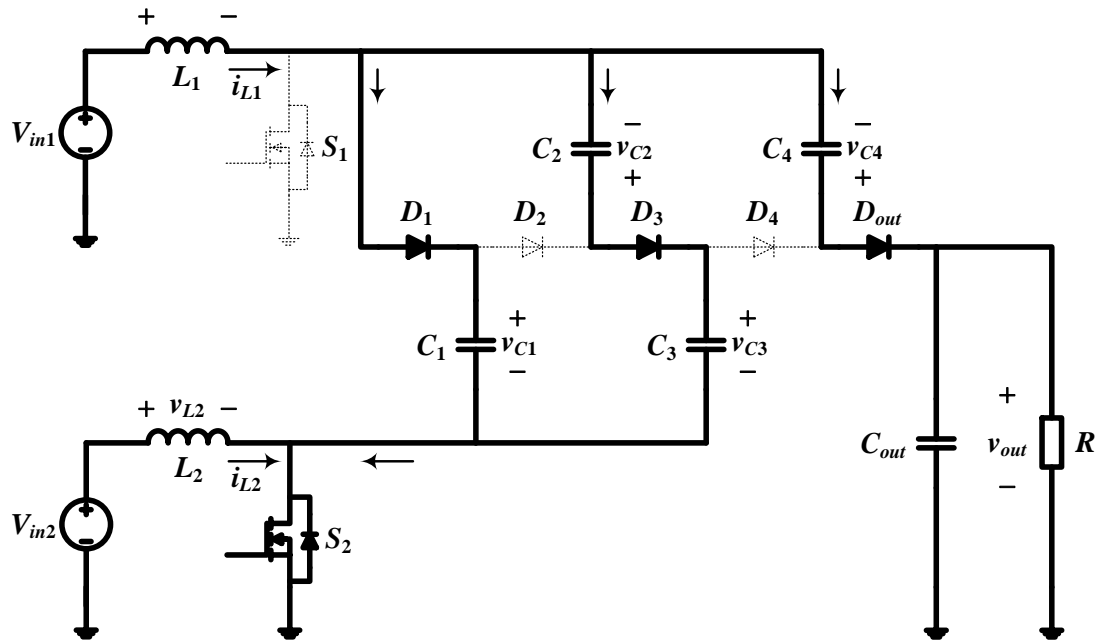 + −
L1
iL1
Vin1
+
−
S1
C2
−
vC2
+
C4
−
vC4
+
D1
D2
D3
D4
Dout
C1
+
vC1
−
C3
+
vC3
−
+ vL2 −
L2
iL2
Vin2
+
−
S2
Cout
+
vout
−
R